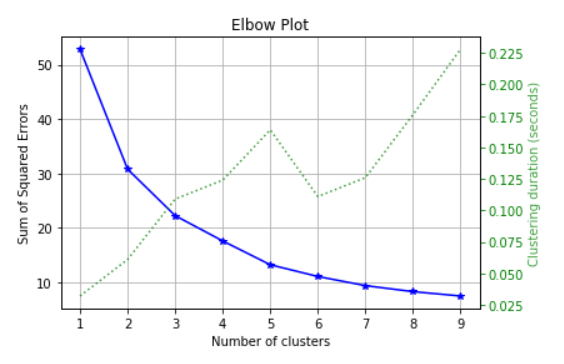 Elbow Plot
Sum of Squared Errors
50
40
30
20
10
1 2 3 4 5 6 7 8 9
Number of clusters
0.225
0.200
0.175
0.150
0.125
0.100
0.075
0.050
0.025
Clustering duration (seconds)